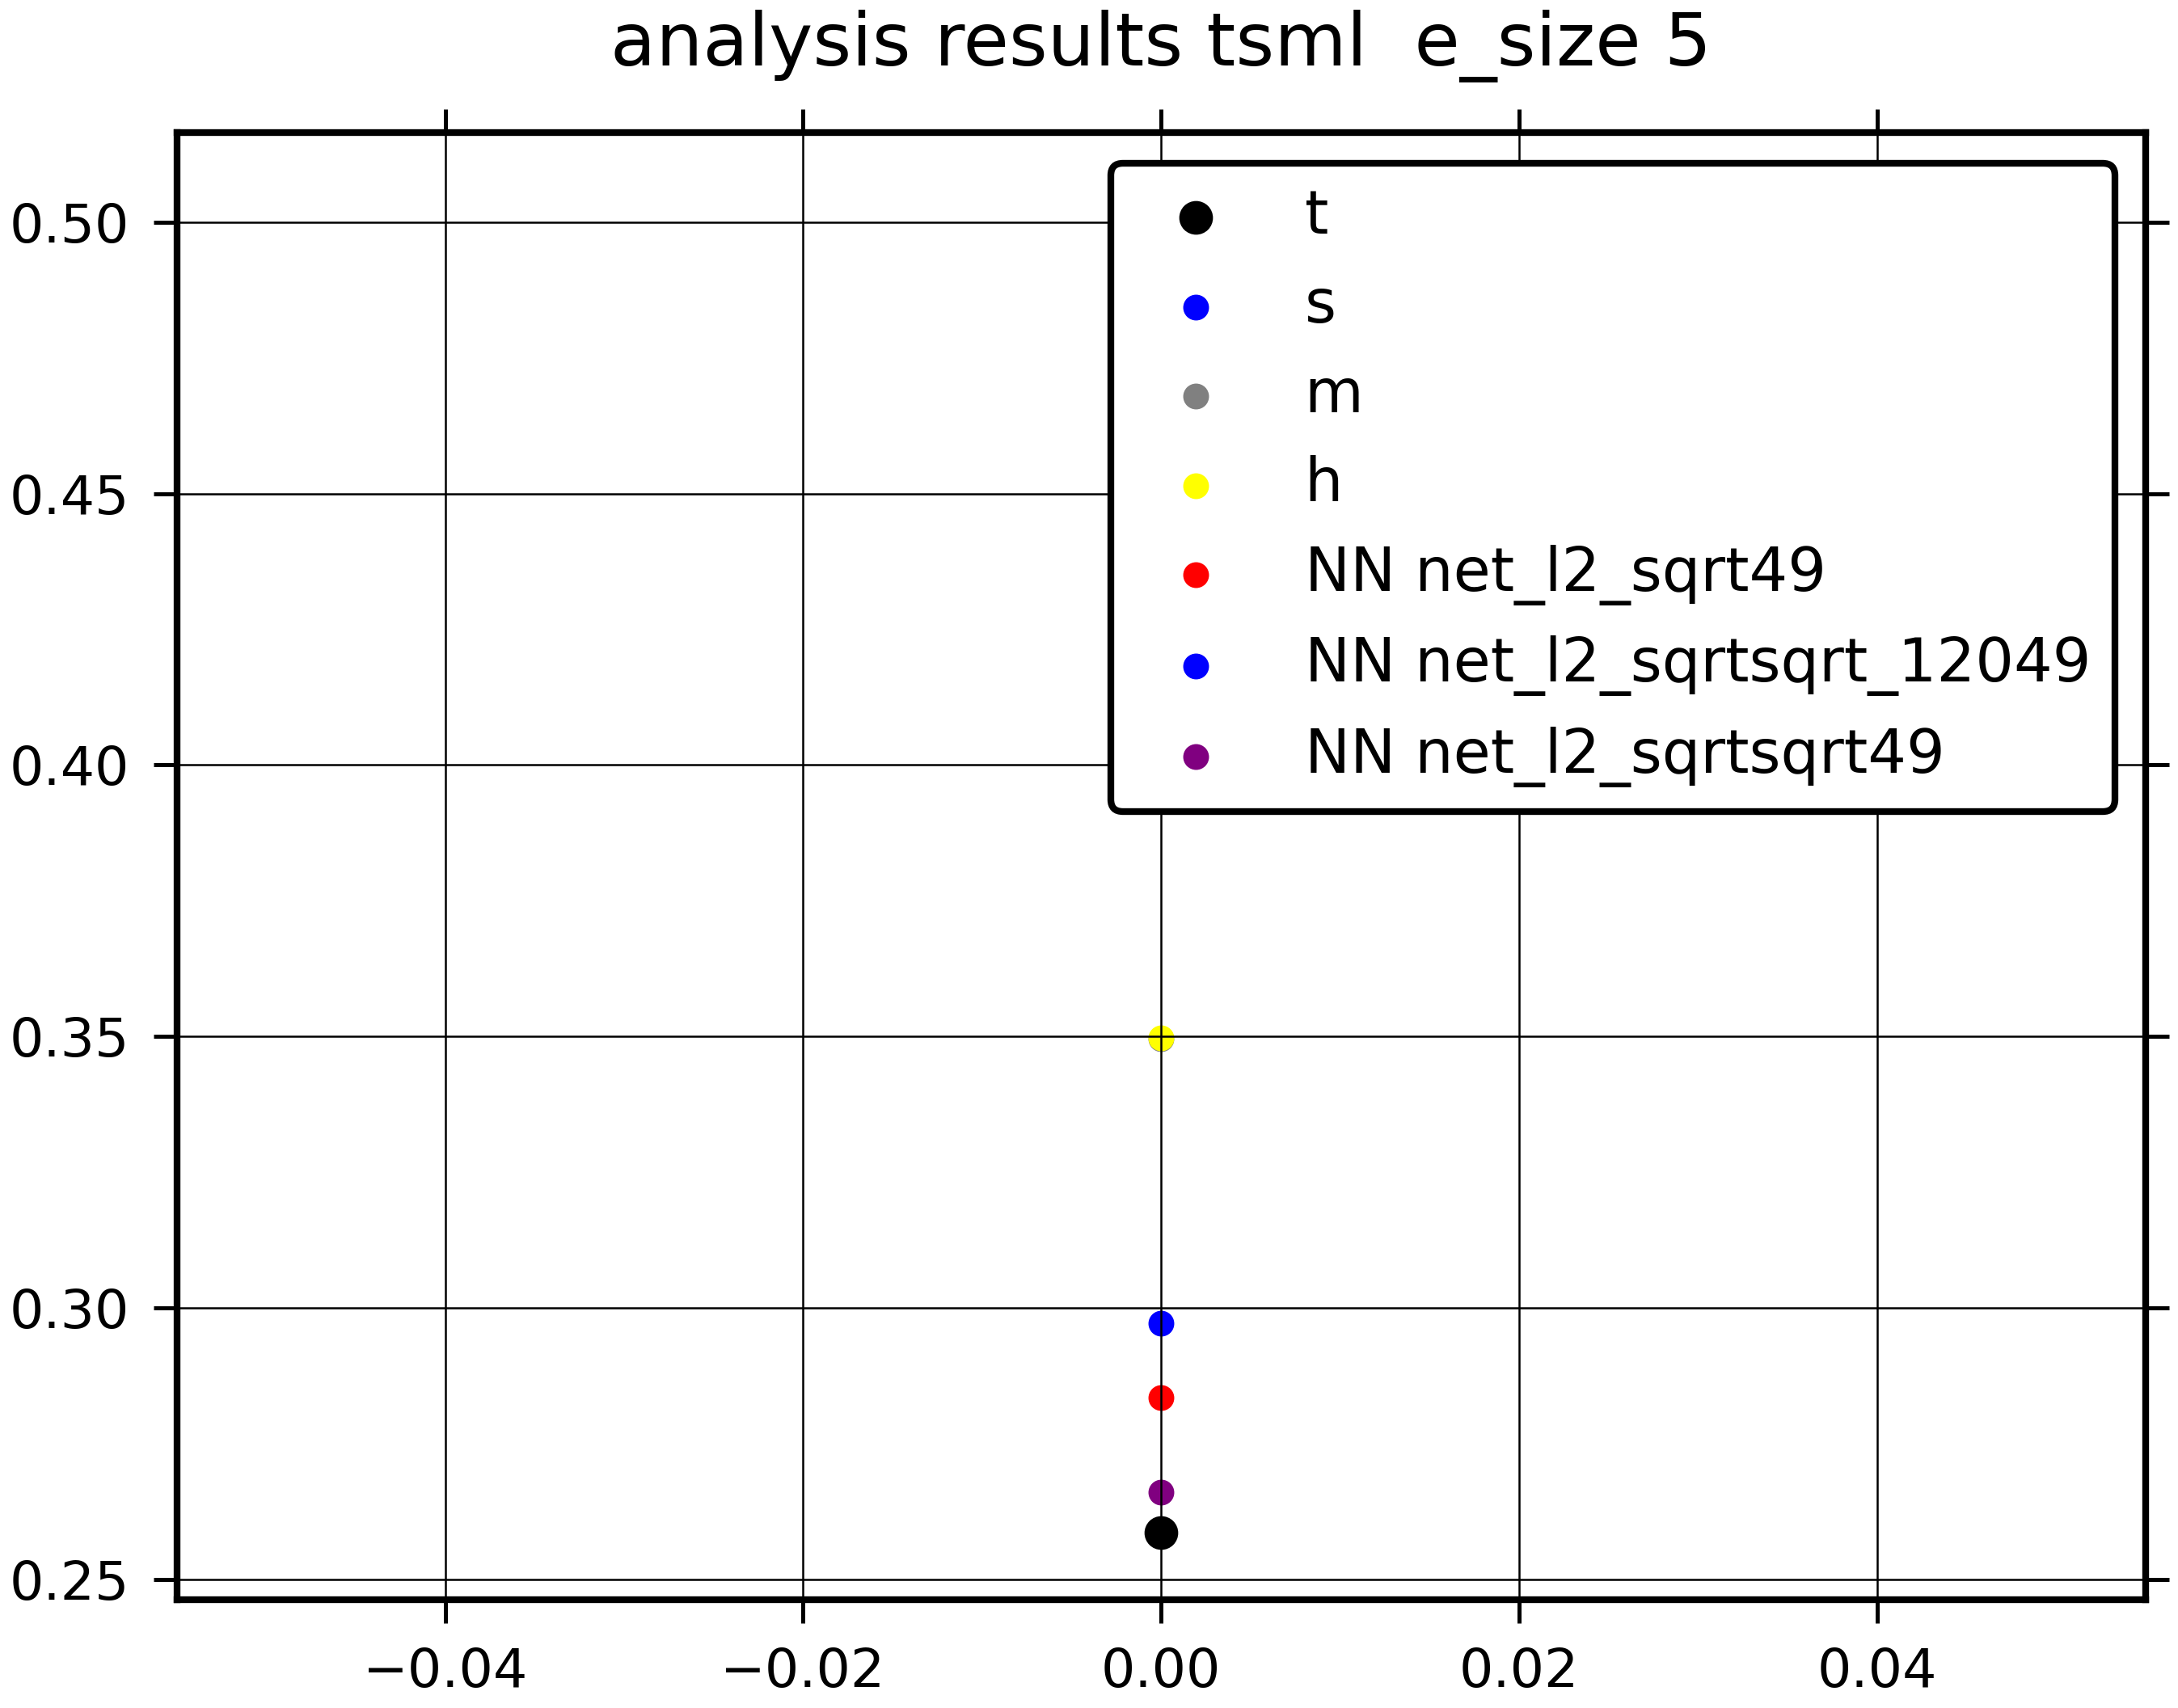 analysis results tsml  e_size 5
0.50
0.45
0.40
0.35
0.30
0.25
t
s
m
h
NN net_l2_sqrt49
NN net_l2_sqrtsqrt_12049
NN net_l2_sqrtsqrt49
−0.04
−0.02
0.00
0.02
0.04